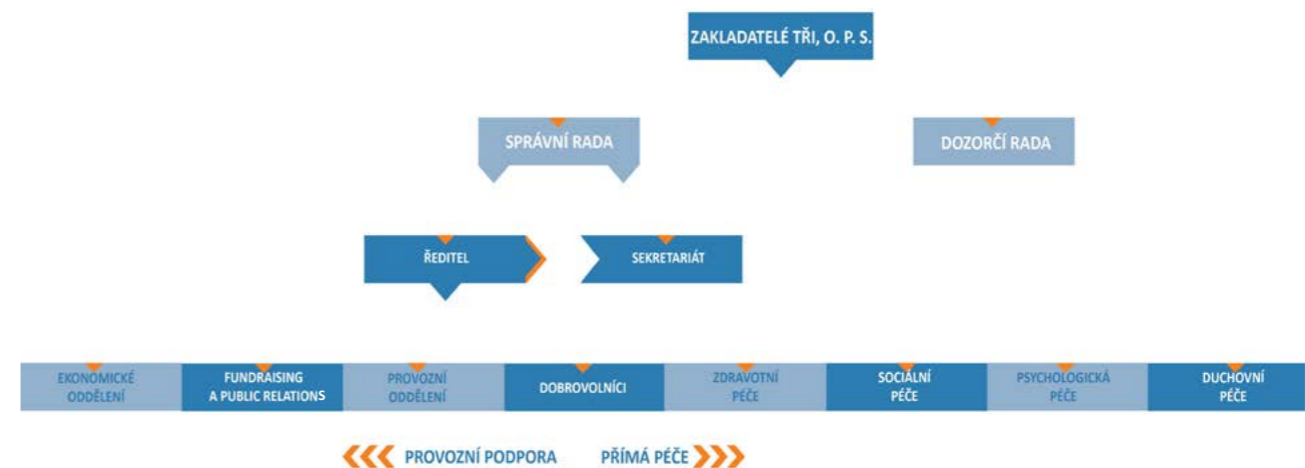 ZAKLADATELÉ TŘI, O. P. S.
SPRÁVNÍ RADA
DOZORČÍ RADA
ŘEDITEL
SEKRETARIÁT
EKONOMICKÉ
ODDĚLENÍ
FUNDRAISING
A PUBLIC RELATIONS
PROVOZNÍ
ODDĚLENÍ
DOBROVOLNÍCI
ZDRAVOTNÍ
PÉČE
SOCIÁLNÍ
PÉČE
PSYCHOLOGICKÁ
PÉČE
DUCHOVNÍ
PÉČE
PROVOZNÍ PODPORA
PŘÍMÁ PÉČE